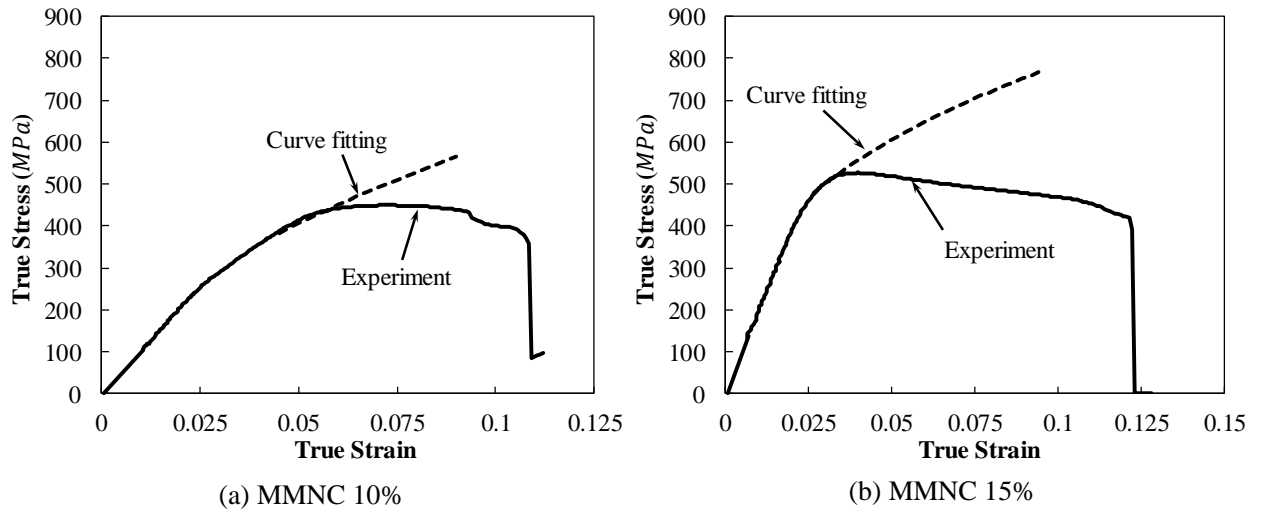 900
800
700
600
500
400
300
200
100
0
True Stress (MPa)
Curve fitting
Experiment
0 0.025 0.05 0.075 0.1 0.125
True Strain
(a) MMNC 10%
900
800
700
600
500
400
300
200
100
0
True Stress (MPa)
Curve fitting
Experiment
0 0.025 0.05 0.075 0.1 0.125 0.15
True Strain
(b) MMNC 15%